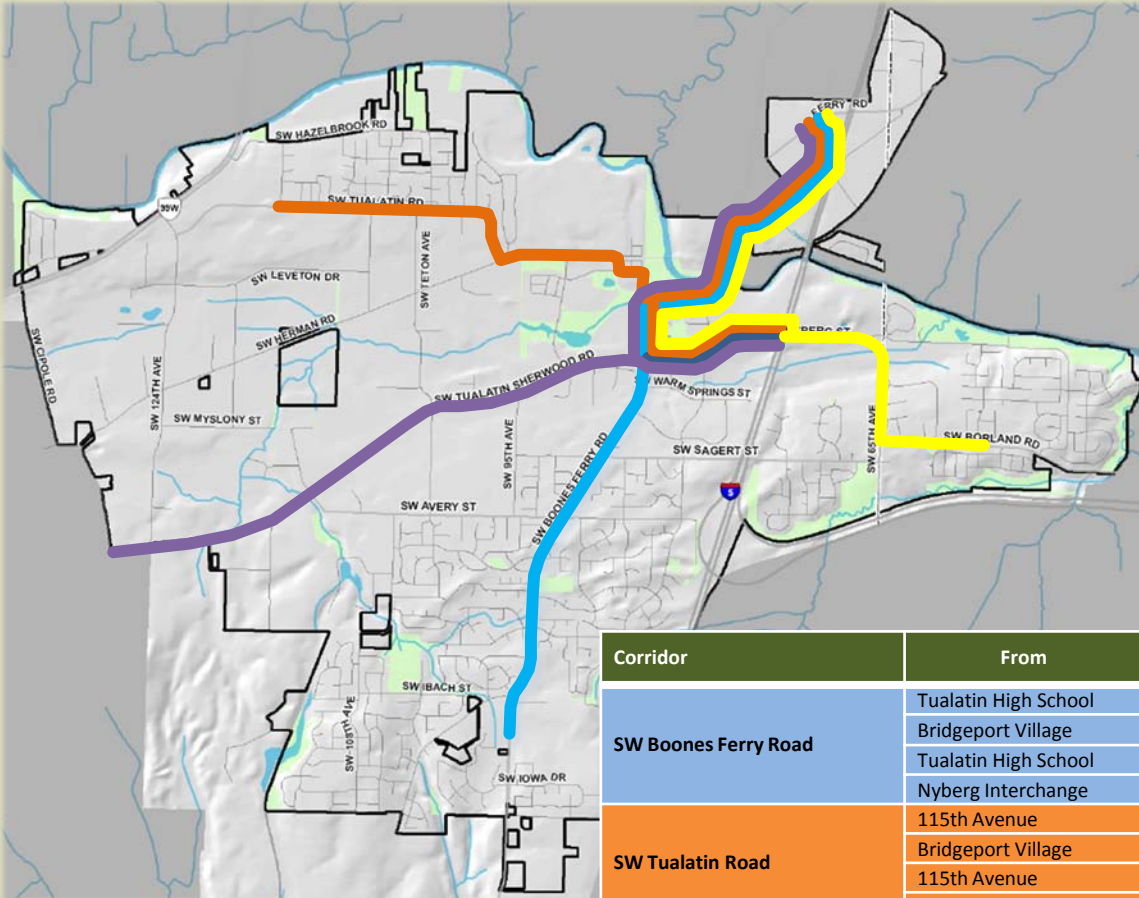 FERRY RD
SW HAZELBROOK RD
99W
SW TUALATIN RD
SW TETON AVE
SW LEVETON DR
SW HERMAN RD
SW CIPOLE RD
SW 124TH AVE
SW TUALATIN SHERWOOD RD
SW MYSLONY ST
SW 95TH AVE
SW BOONES FERRY RD
SW AVERY ST
WARM SPRINGS ST
SW SAGERT ST
SW 65TH AVE
SW BORLAND RD
5
SW IBACH ST
SW 108TH AVE
SW IOWA DR
Corridor From
SW Boones Ferry Road
Tualatin High School
Bridgeport Village
Tualatin High School
Nyberg Interchange
SW Tualatin Road
115th Avenue
Bridgeport Village
115th Avenue